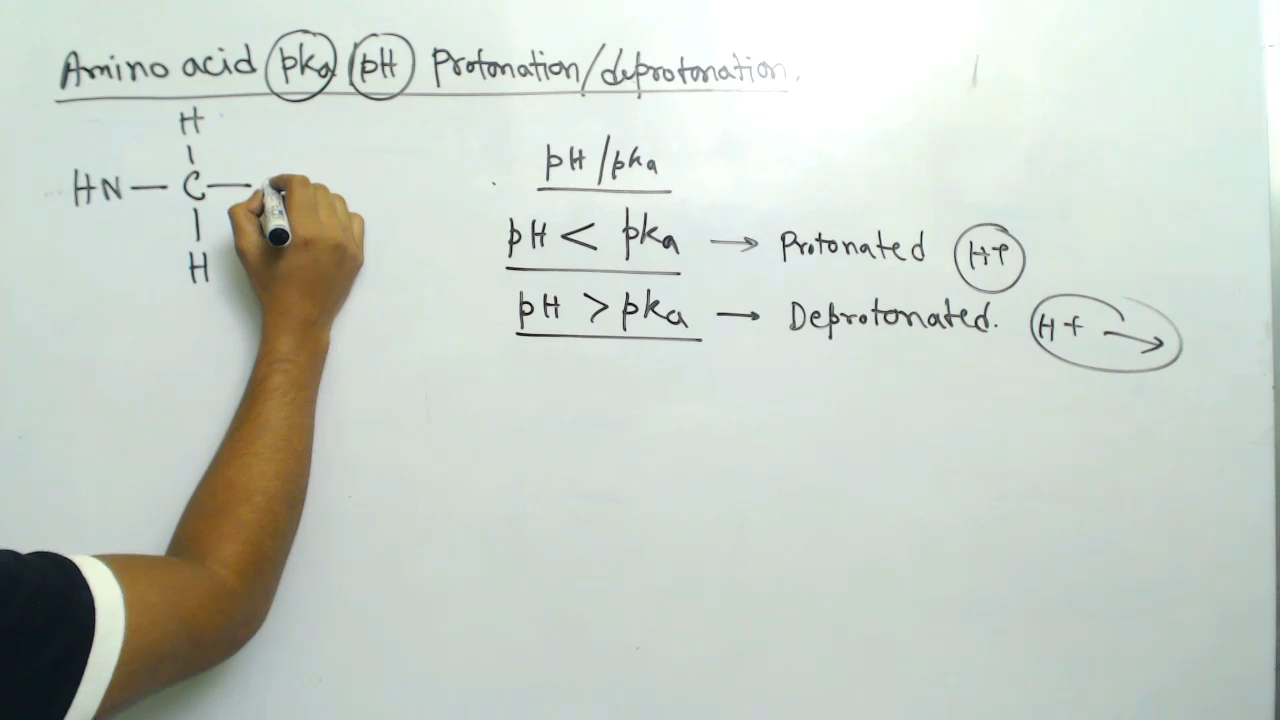 Amino acid pka pH Protonation/deprotonation.
H
HN — C —
H
pH/pka
pH < pka → Protonated H+
pH > pka → Deprotonated. H+ →